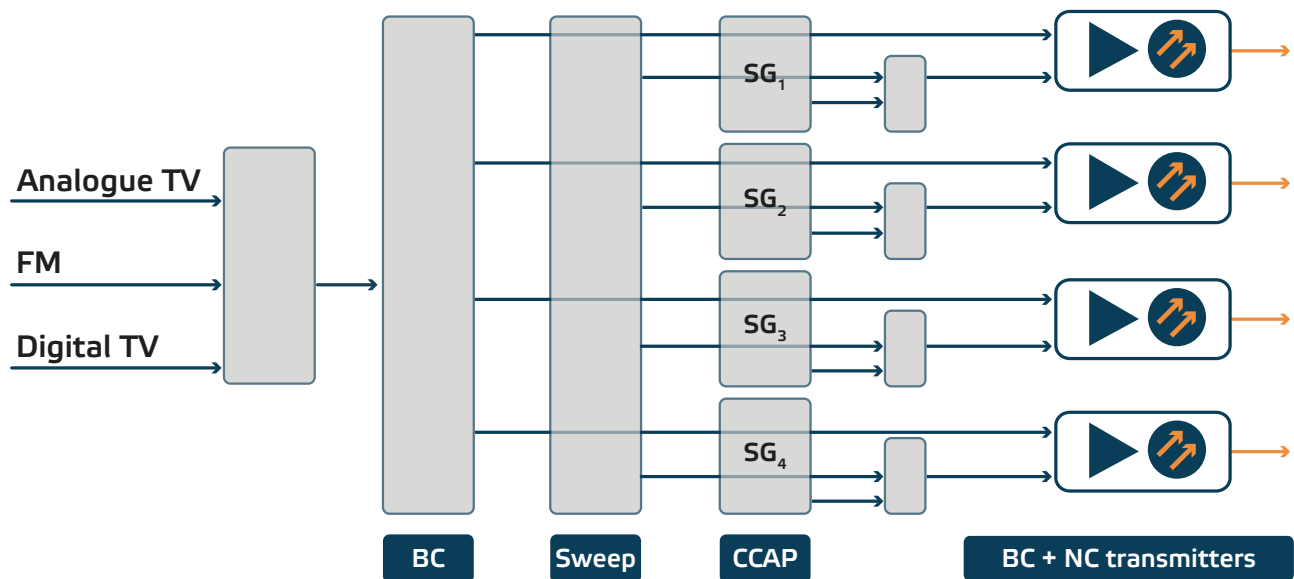 Analogue TV
FM
Digital TV
SG1
SG2
SG3
SG4
BC
Sweep
CCAP
BC + NC transmitters